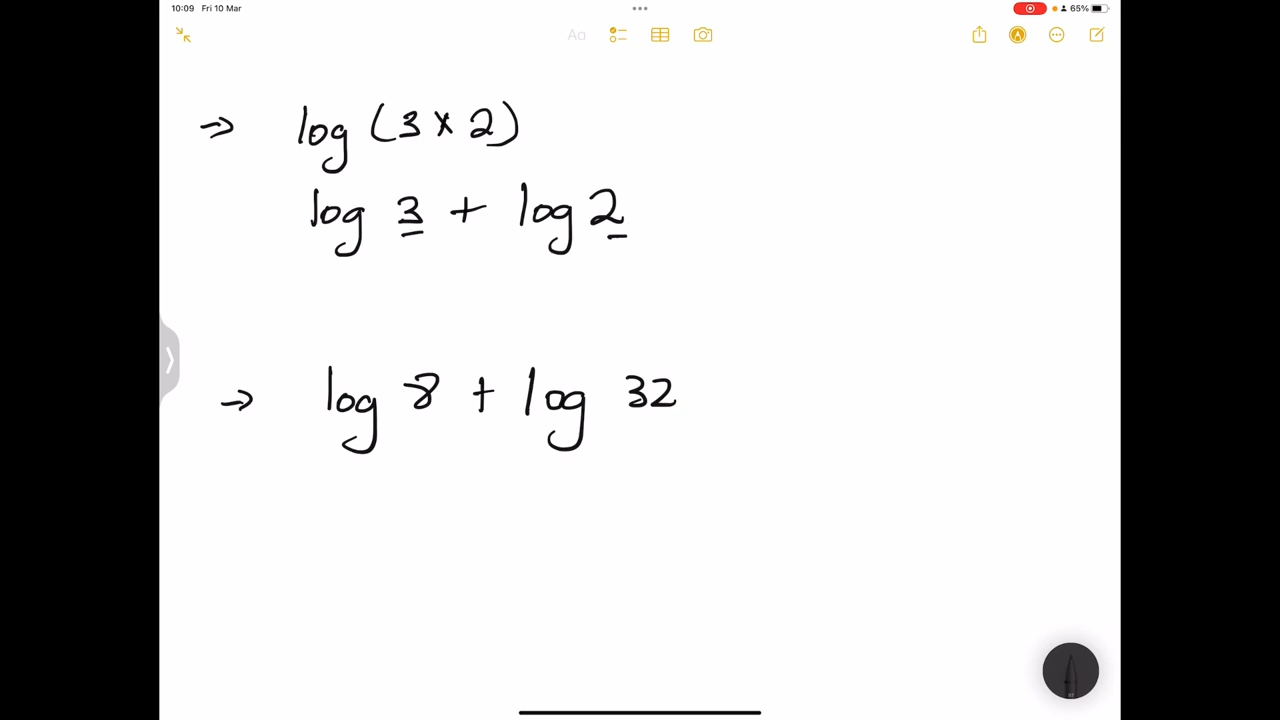 10:09 Fri 10 Mar 65%
Aa
→ log (3 × 2)
log 3 + log 2
→ log 8 + log 32